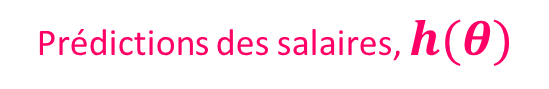 Prédictions des salaires, h(θ)